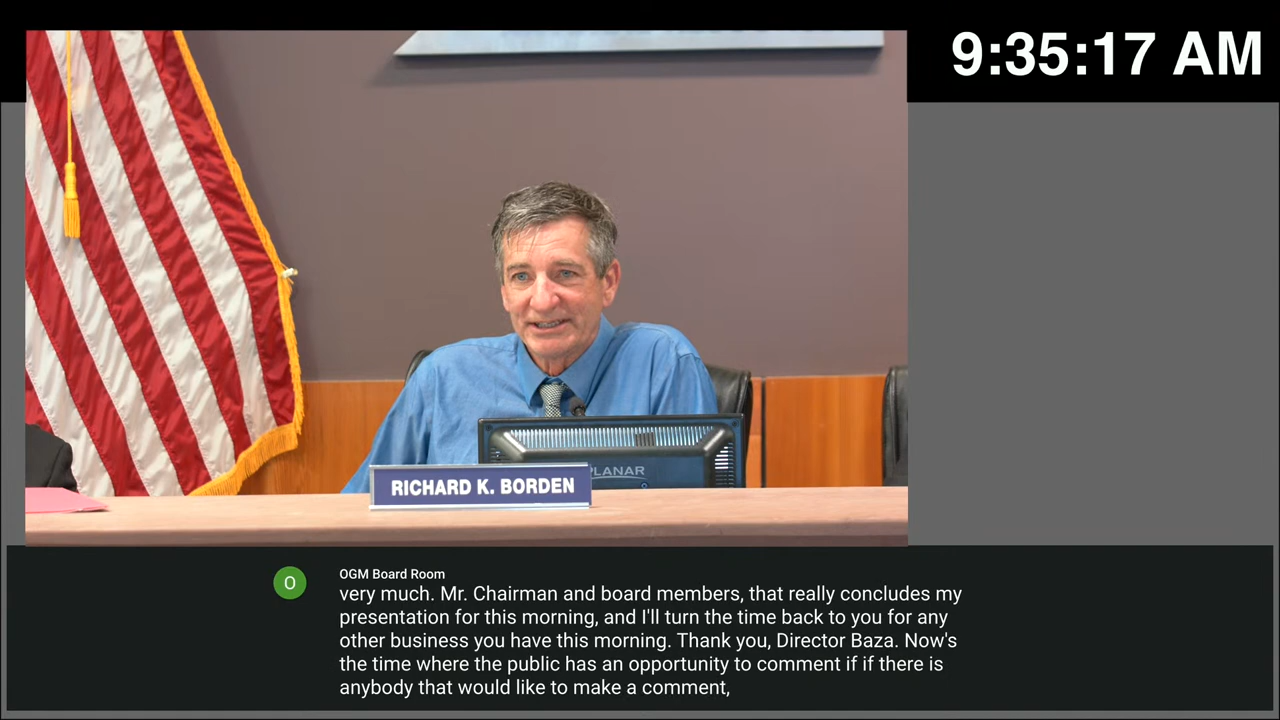 9:35:17 AM
PLANAR
RICHARD K. BORDEN
O
OGM Board Room
very much. Mr. Chairman and board members, that really concludes my
presentation for this morning, and I'll turn the time back to you for any
other business you have this morning. Thank you, Director Baza. Now's
the time where the public has an opportunity to comment if if there is
anybody that would like to make a comment,